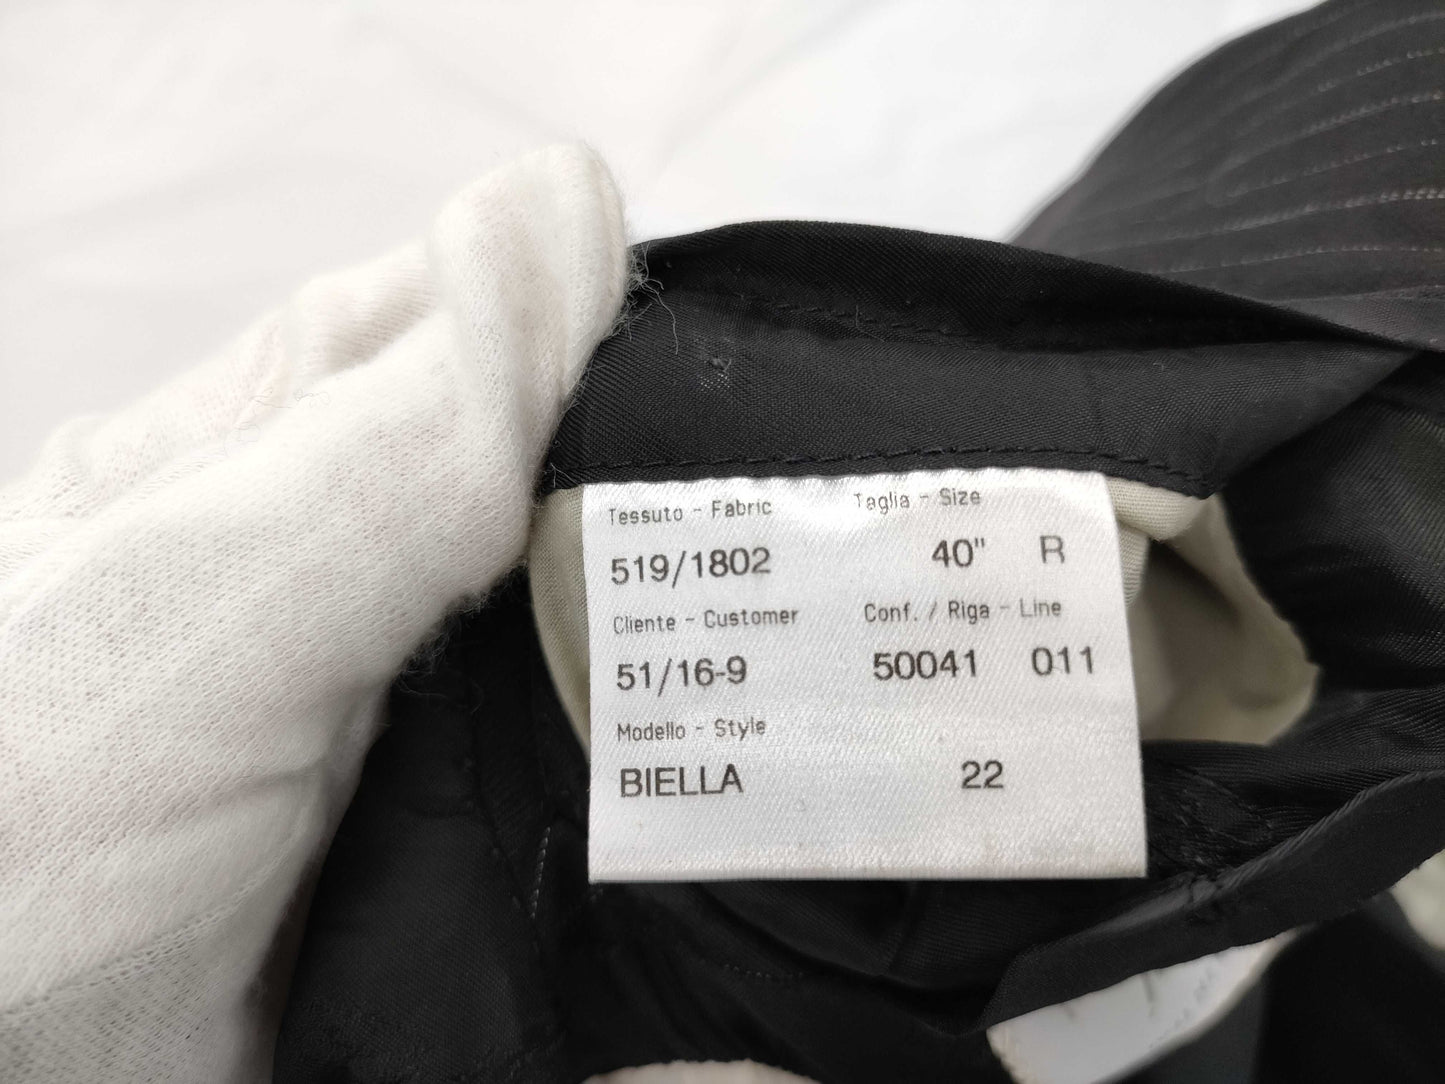 Tessuto - Fabric Taglia - Size
519/1802 40" R
Cliente - Customer Conf. / Riga - Line
51/16-9 50041 011
Modello - Style
BIELLA 22